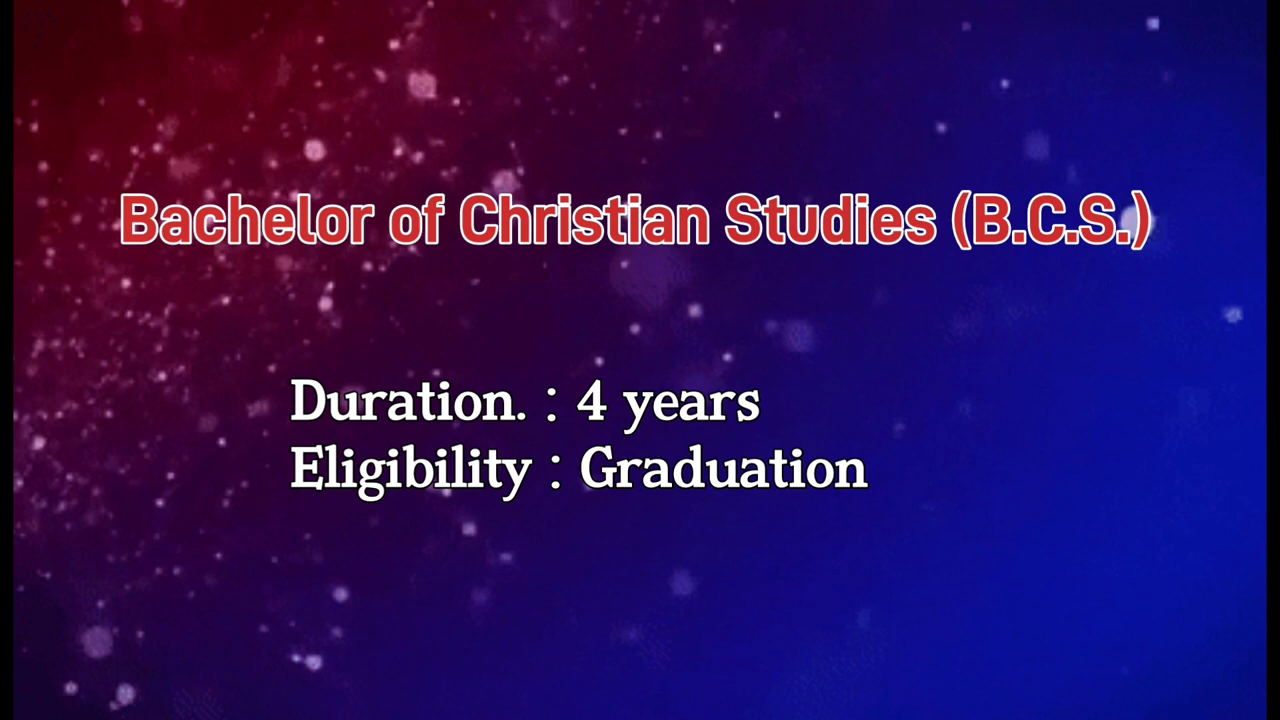 Bachelor of Christian Studies (B.C.S.)
Duration. : 4 years
Eligibility : Graduation